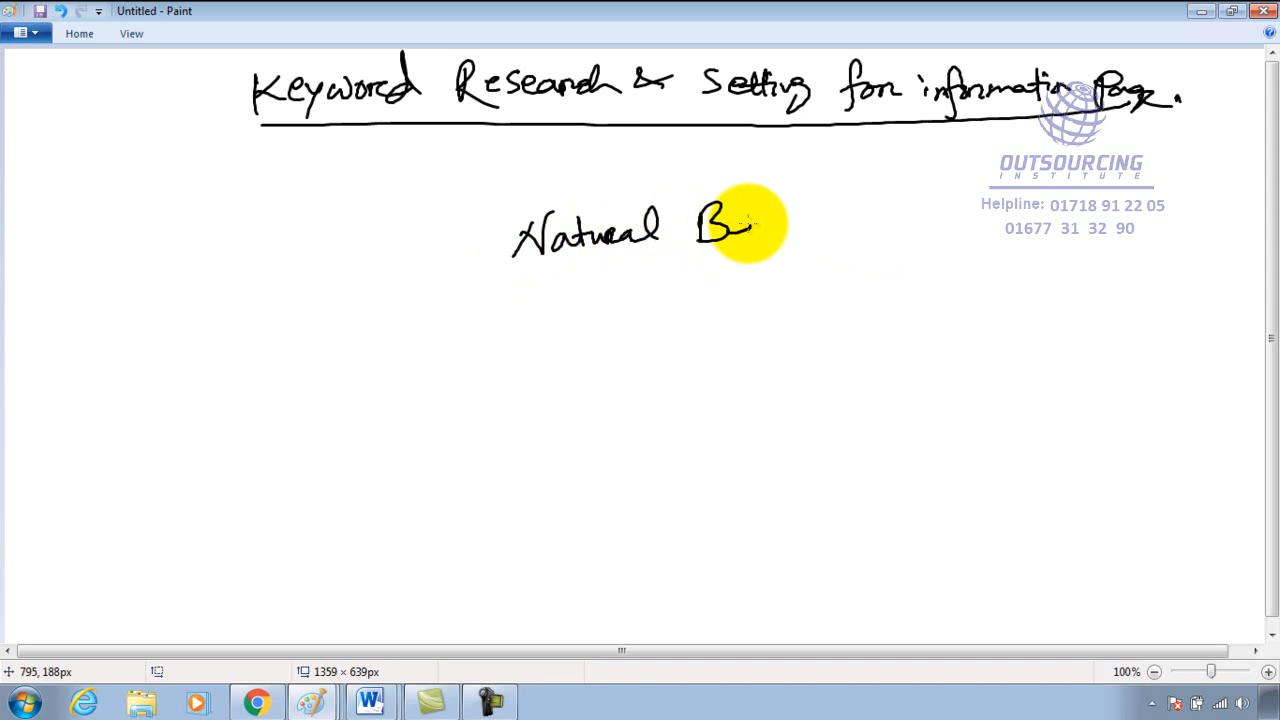 Untitled - Paint
Home View
Keyword Research & Setting for information Page.
OUTSOURCING
INSTITUTE
Helpline: 01718 91 22 05
01677 31 32 90
Natural B
795, 188px
1359 × 639px
100%